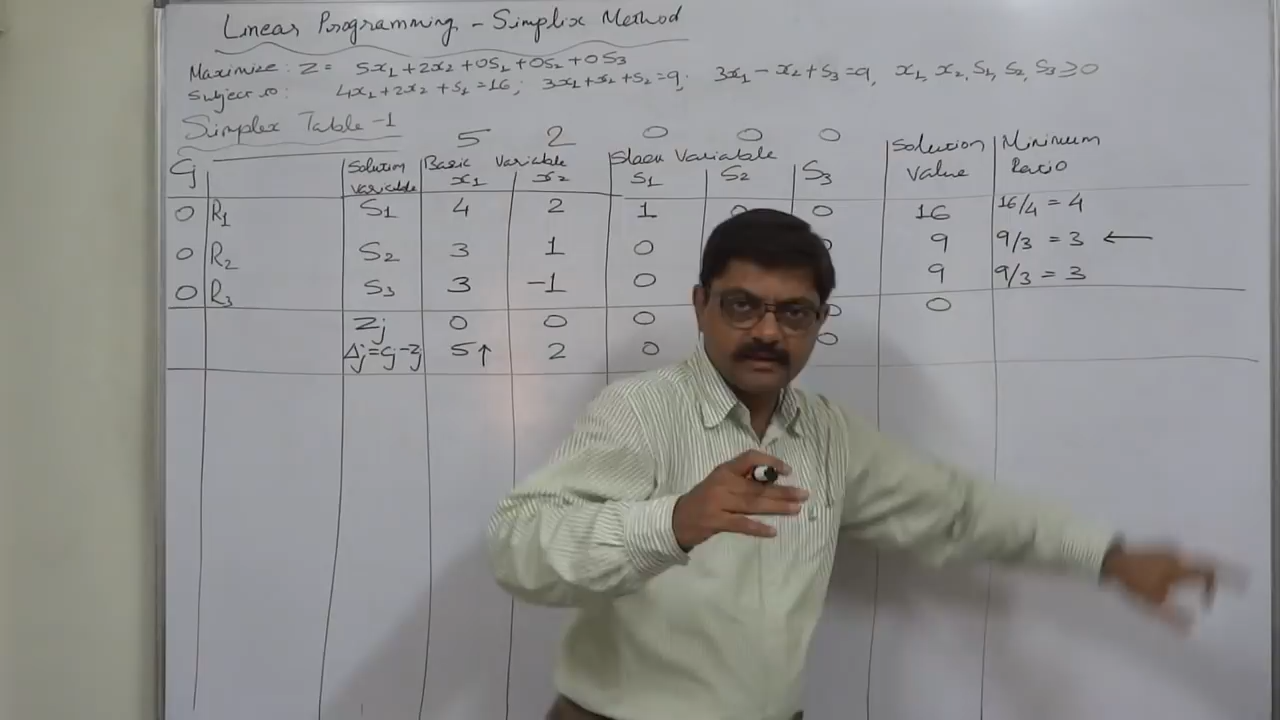 Linear Programming - Simplix Method
Maximize: Z = 5x₁+2x₂+0S₁+0S₂+0S₃
Subject to: 4x₁+2x₂+S₁=16; 3x₁+x₂+S₂=9; 3x₁-x₂+S₃=9, x₁, x₂, S₁, S₂, S₃ ≥0
Simplex Table-1
5 2 0 0 0
Cj Solution variable Basic Variable x₁ x₂ Slack Variable S₁ S₂ S₃ Solution Value Minimum Ratio
0 R₁ S₁ 4 2 1 0 0 16 16/4 = 4
0 R₂ S₂ 3 1 0 0 9 9/3 = 3 ←
0 R₃ S₃ 3 -1 0 9 9/3 = 3
Zj 0 0 0 0 0
Δj=Cj-Zj 5↑ 2 0 0